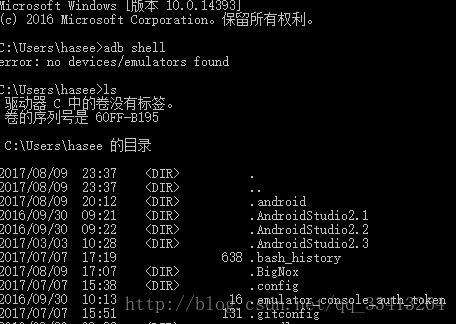 Microsoft Windows [版本 10.0.14393]
(c) 2016 Microsoft Corporation。保留所有权利。
C:\Users\hasee>adb shell
error: no devices/emulators found
C:\Users\hasee>ls
驱动器 C 中的卷没有标签。
卷的序列号是 60FF-B195
C:\Users\hasee 的目录
2017/08/09 23:37 <DIR> .
2017/08/09 23:37 <DIR> ..
2017/08/09 20:12 <DIR> .android
2016/09/30 09:21 <DIR> .AndroidStudio2.1
2016/09/30 09:22 <DIR> .AndroidStudio2.2
2017/03/03 10:28 <DIR> .AndroidStudio2.3
2017/07/07 17:19 638 .bash_history
2017/08/09 17:07 <DIR> .BigNox
2017/07/07 15:38 <DIR> .config
2016/09/30 10:13 16 .emulator_console_auth_token
2017/07/07 15:51 131 .gitconfig